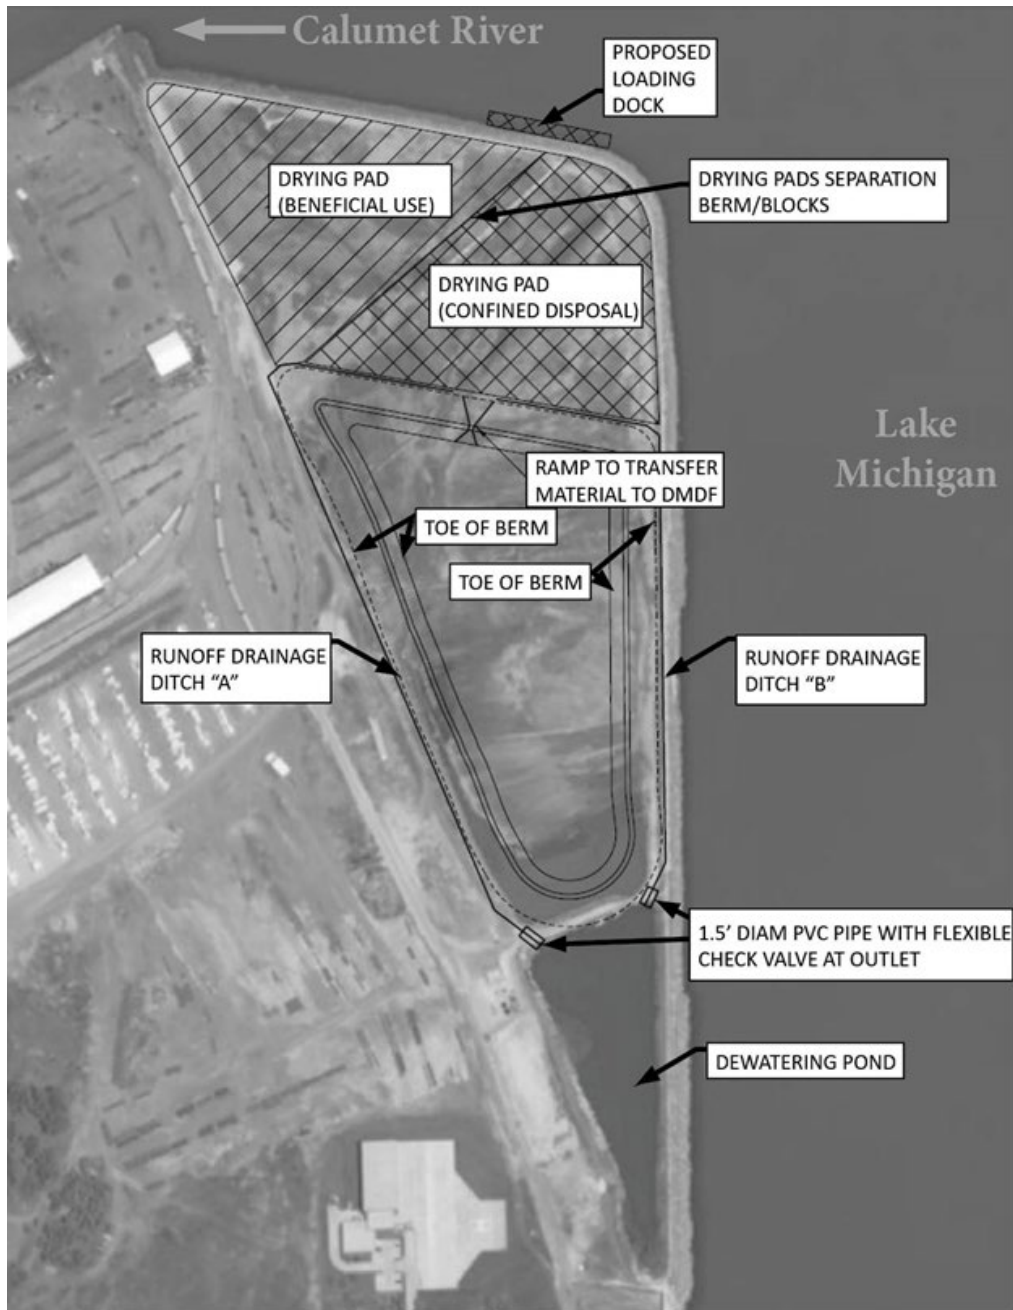 Calumet River
PROPOSED
LOADING
DOCK
DRYING PAD
(BENEFICIAL USE)
DRYING PADS SEPARATION
BERM/BLOCKS
DRYING PAD
(CONFINED DISPOSAL)
Lake
Michigan
RAMP TO TRANSFER
MATERIAL TO DMDF
TOE OF BERM
TOE OF BERM
RUNOFF DRAINAGE
DITCH “A”
RUNOFF DRAINAGE
DITCH “B”
1.5’ DIAM PVC PIPE WITH FLEXIBLE
CHECK VALVE AT OUTLET
DEWATERING POND